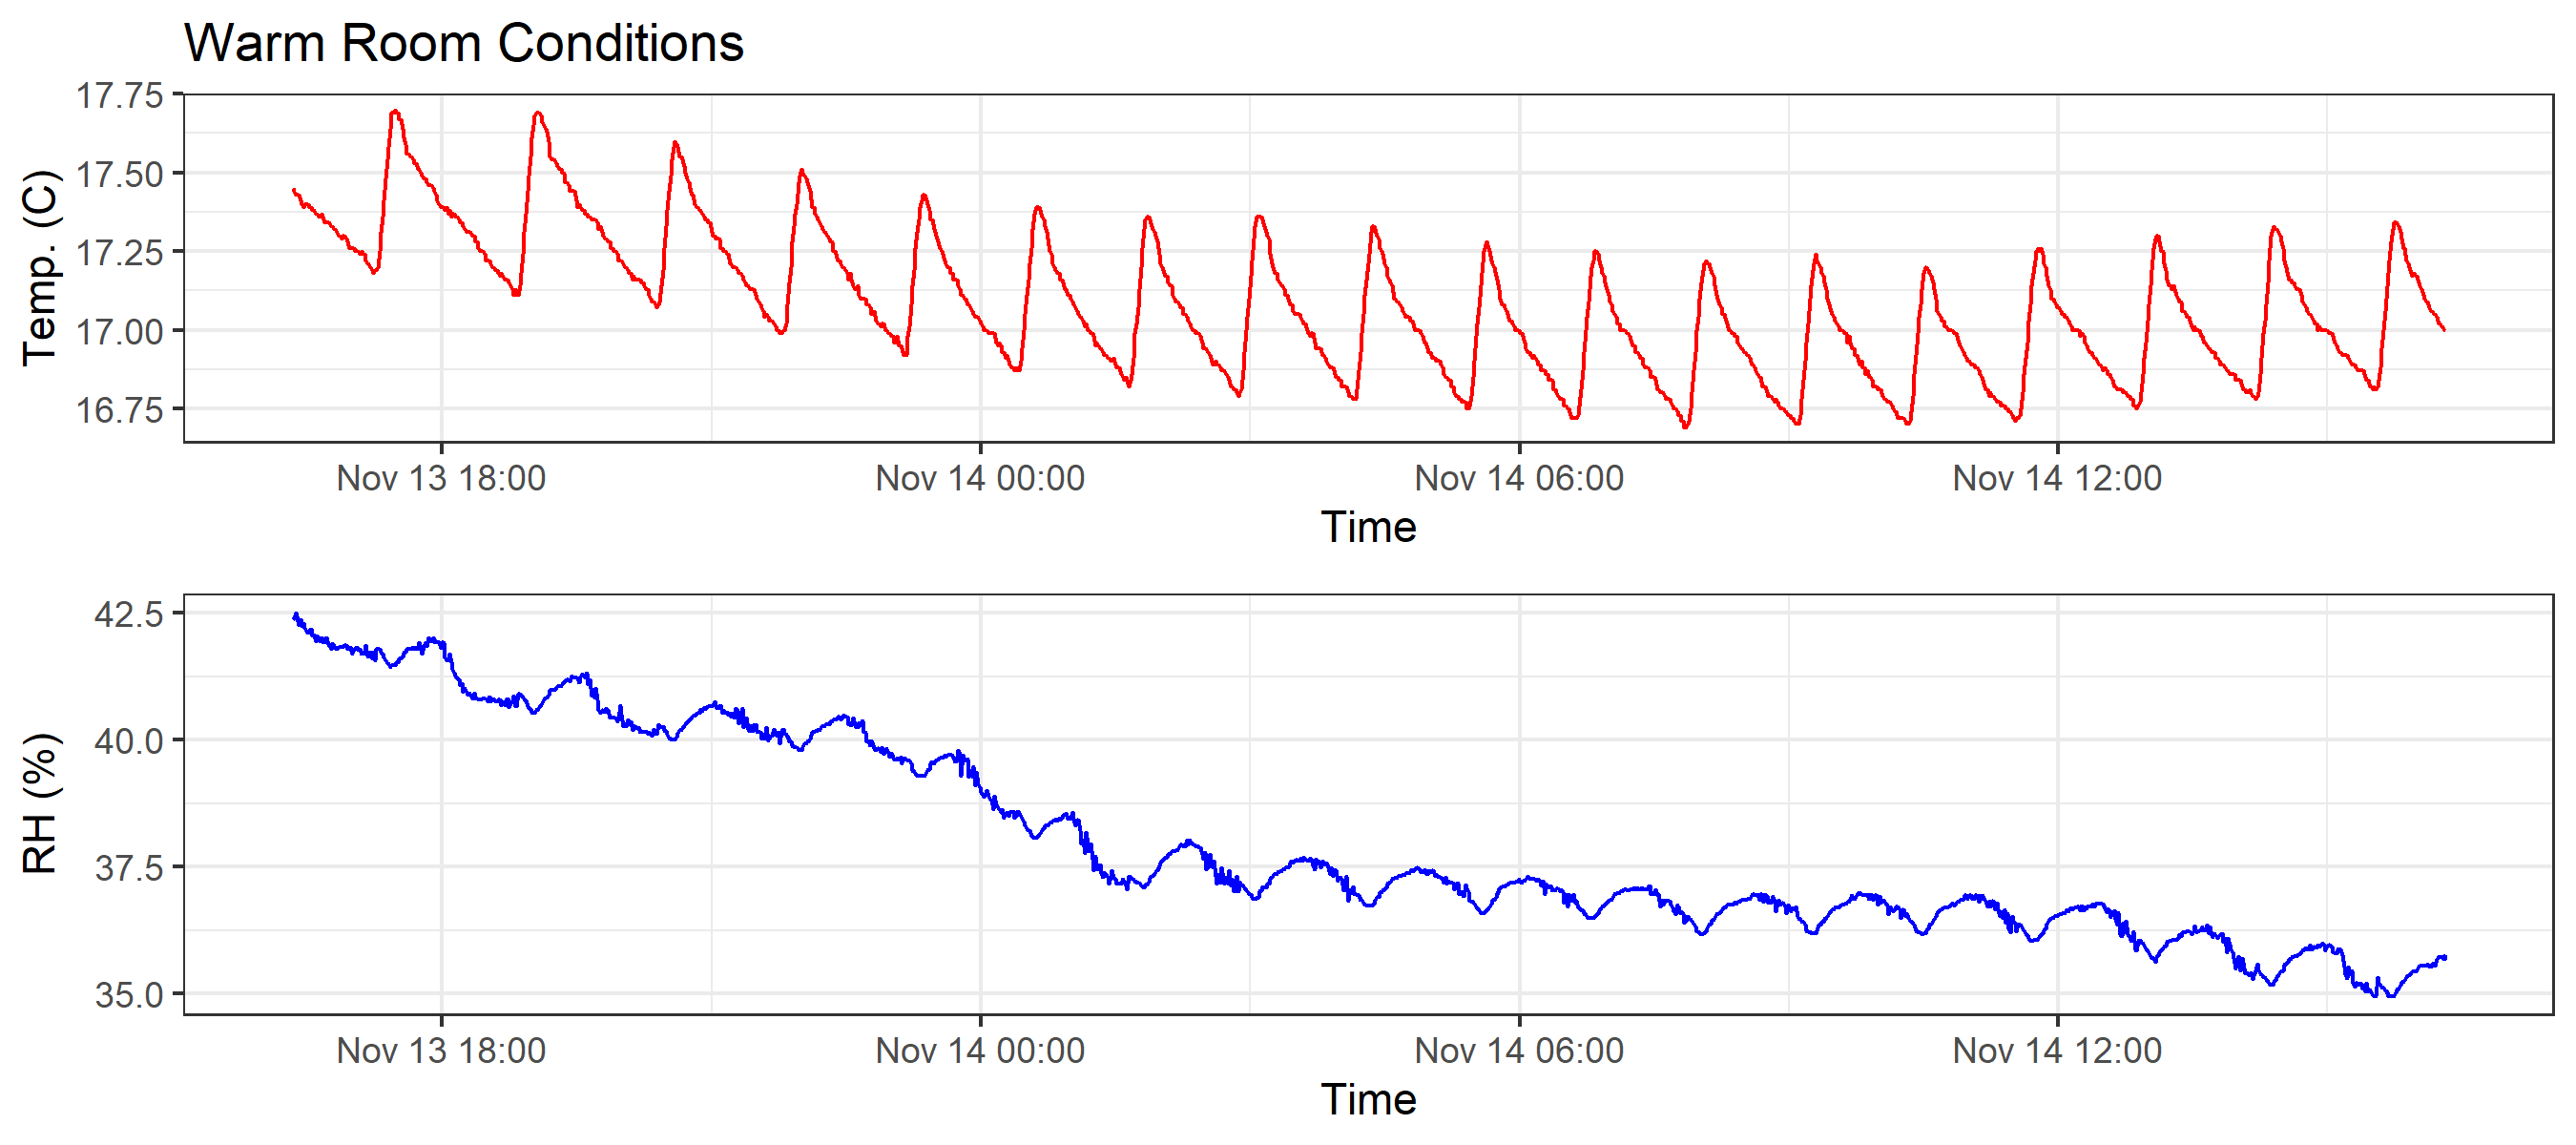 Warm Room Conditions
Temp. (C)
17.75
17.50
17.25
17.00
16.75
Nov 13 18:00 Nov 14 00:00 Nov 14 06:00 Nov 14 12:00
Time
RH (%)
42.5
40.0
37.5
35.0
Nov 13 18:00 Nov 14 00:00 Nov 14 06:00 Nov 14 12:00
Time